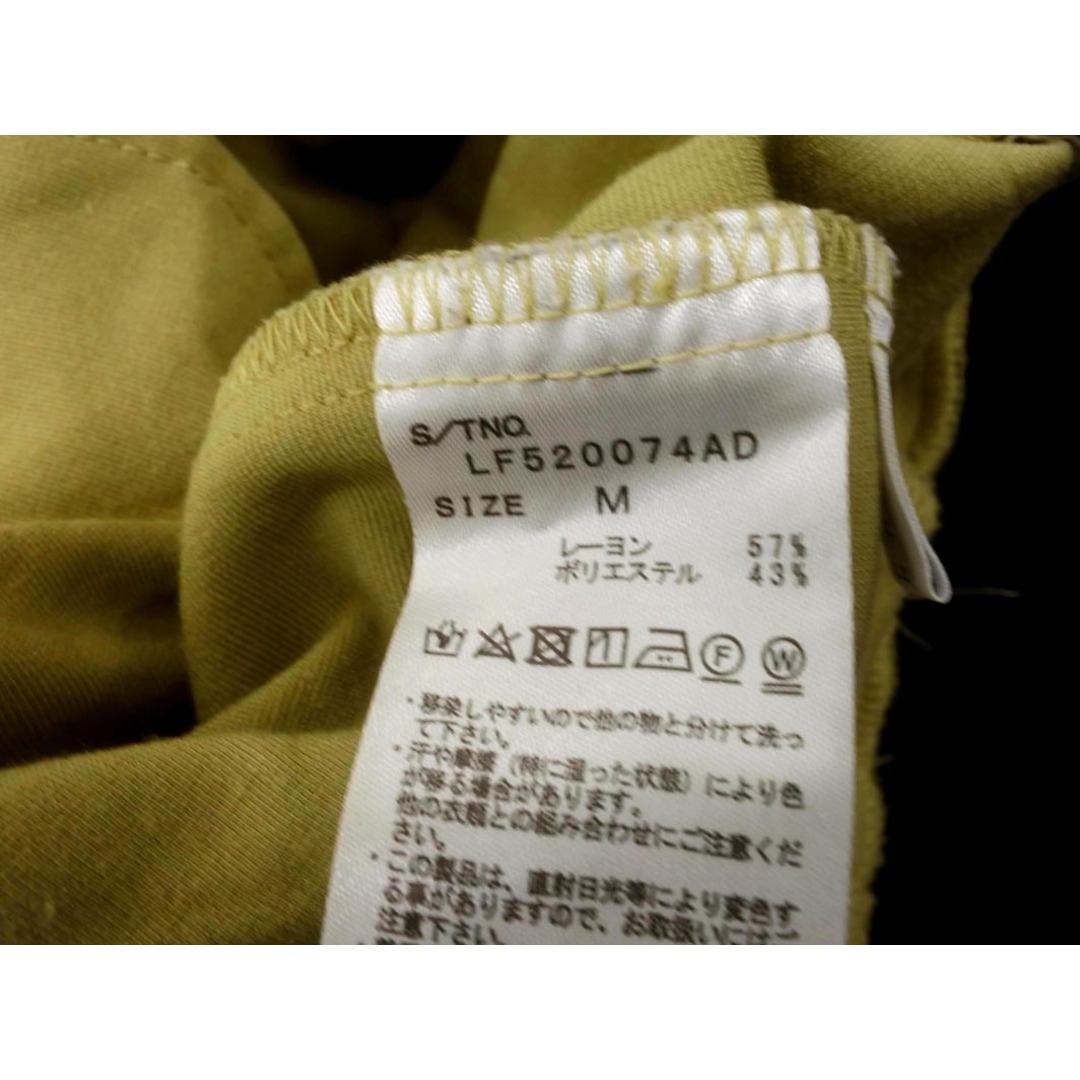 S/TNO.
LF520074AD
SIZE M
レーヨン 57%
ポリエステル 43%
F W
・移染しやすいので他の物と分けて洗っ
て下さい。
・汗や摩擦(特に湿った状態)により色
が移る場合があります。
他の衣類との組み合わせにご注意くだ
さい。
・この製品は、直射日光等により変色す
る事がありますので、お取扱いには
注意下さい。